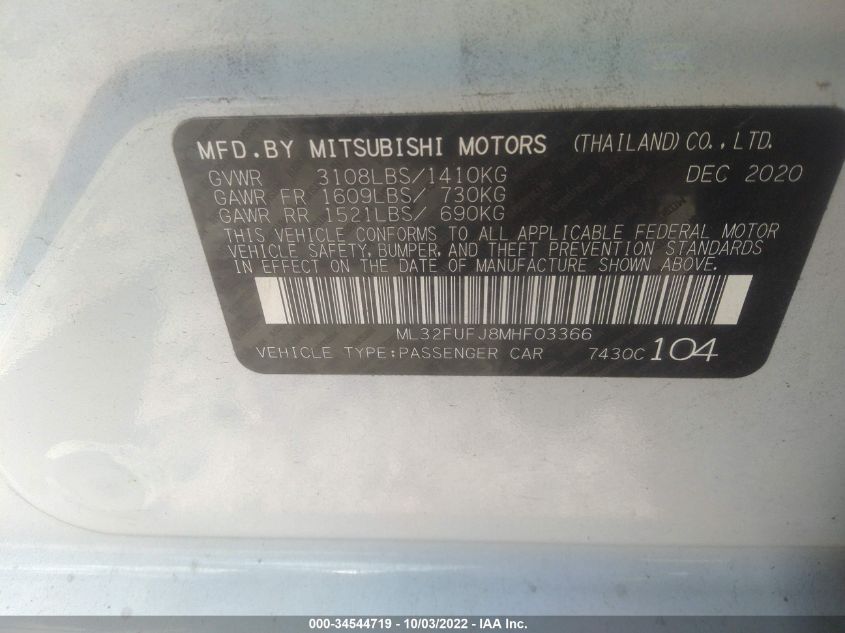 MFD.BY MITSUBISHI MOTORS (THAILAND) CO., LTD.
GVWR 3108LBS/1410KG DEC 2020
GAWR FR 1609LBS/ 730KG
GAWR RR 1521LBS/ 690KG
THIS VEHICLE CONFORMS TO ALL APPLICABLE FEDERAL MOTOR
VEHICLE SAFETY, BUMPER, AND THEFT PREVENTION STANDARDS
IN EFFECT ON THE DATE OF MANUFACTURE SHOWN ABOVE.
ML32FUFJ8MHF03366
VEHICLE TYPE:PASSENGER CAR 7430C 104
000-34544719 - 10/03/2022 - IAA Inc.